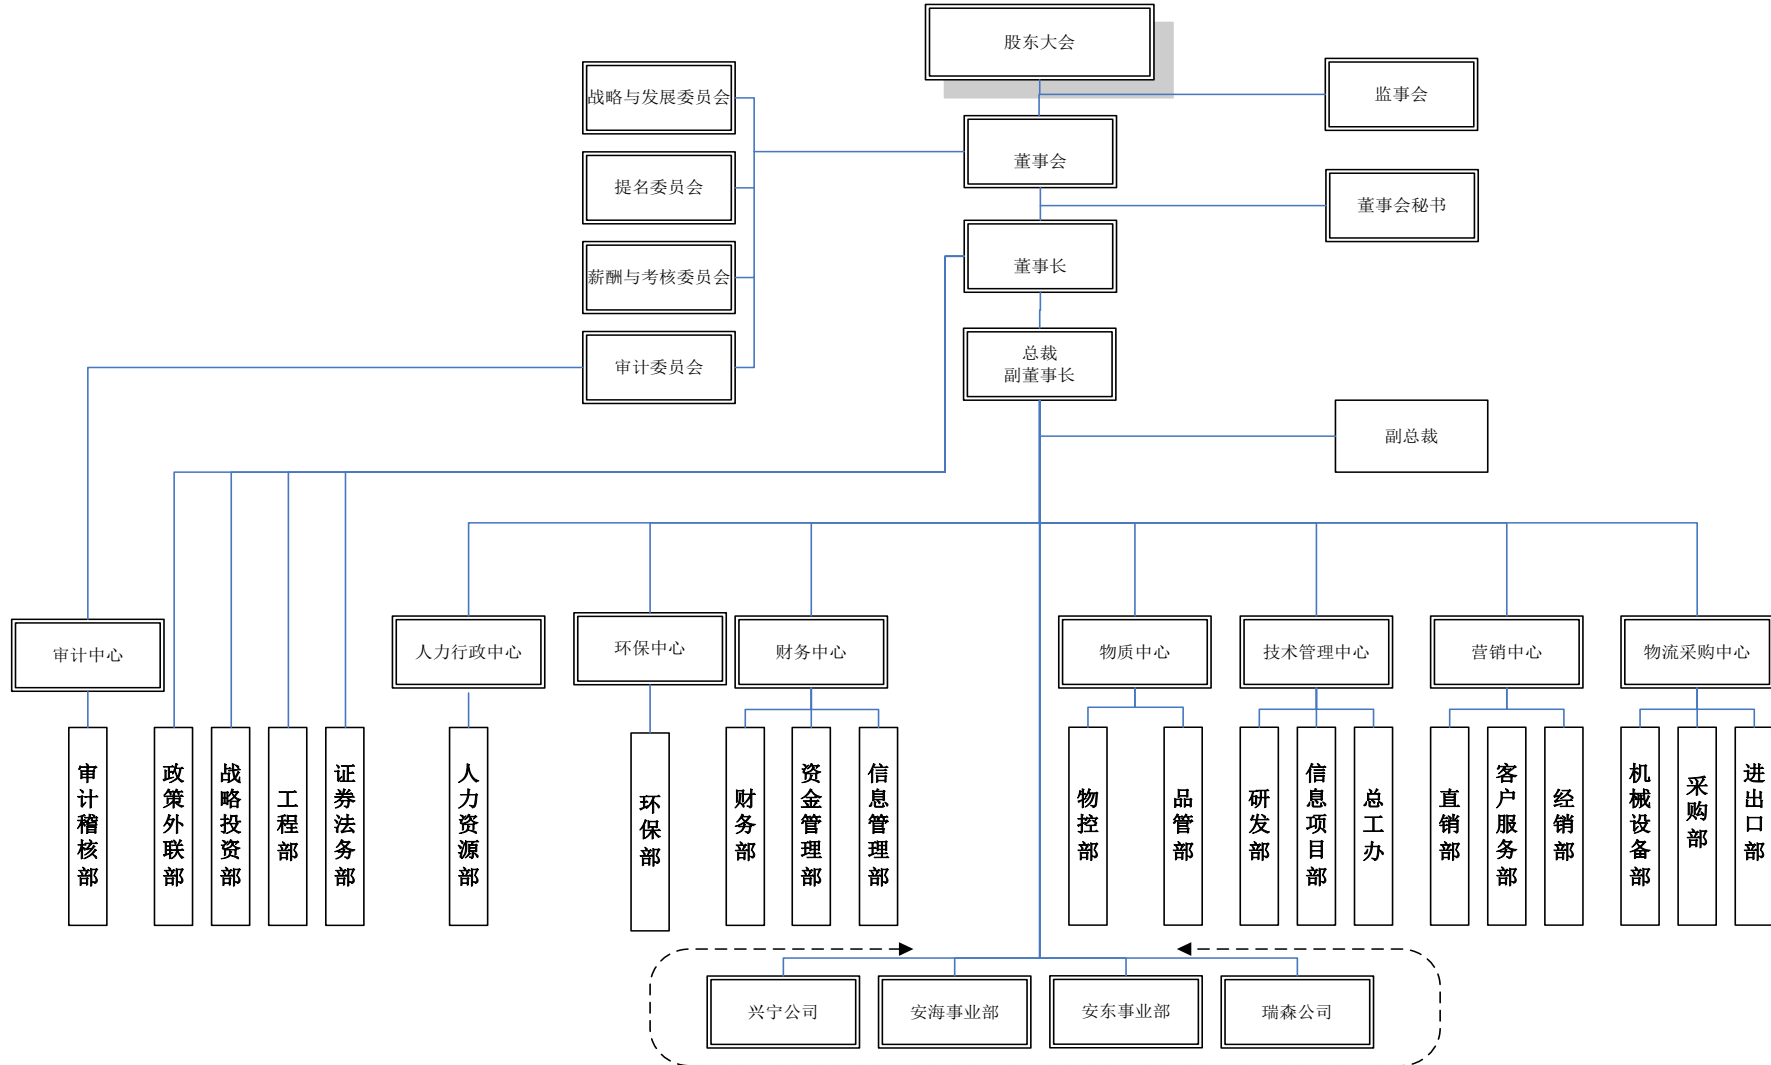 股东大会
战略与发展委员会
监事会
董事会
提名委员会
董事会秘书
董事长
薪酬与考核委员会
总裁
副董事长
审计委员会
副总裁
审计中心
人力行政中心
环保中心
财务中心
物质中心
技术管理中心
营销中心
物流采购中心
审计稽核部
政策外联部
战略投资部
工程部
证券法务部
人力资源部
环保部
财务部
资金管理部
信息管理部
物控部
品管部
研发部
信息项目部
总工办
直销部
客户服务部
经销部
机械设备部
采购部
进出口部
兴宁公司
安海事业部
安东事业部
瑞森公司